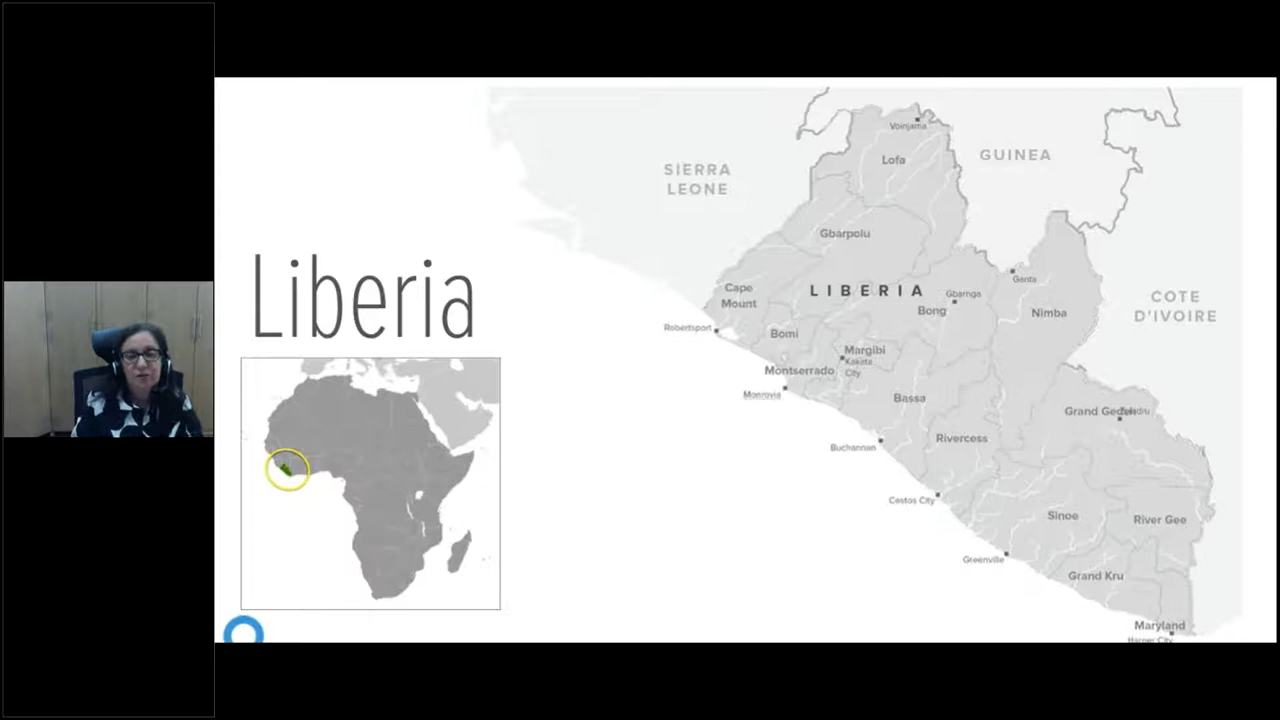 Voinjama
GUINEA
Lofa
SIERRA
LEONE
Gbarpolu
Liberia
Ganta
LIBERIA
Gbarnga
Cape
Mount
Bong
Nimba
COTE
D'IVOIRE
Robertsport
Bomi
Margibi
Kakata
City
Montserrado
Monrovia
Bassa
Grand Gedeh
Buchannan
Rivercess
Cestos City
Sinoe
River Gee
Greenville
Grand Kru
Maryland
Harper City